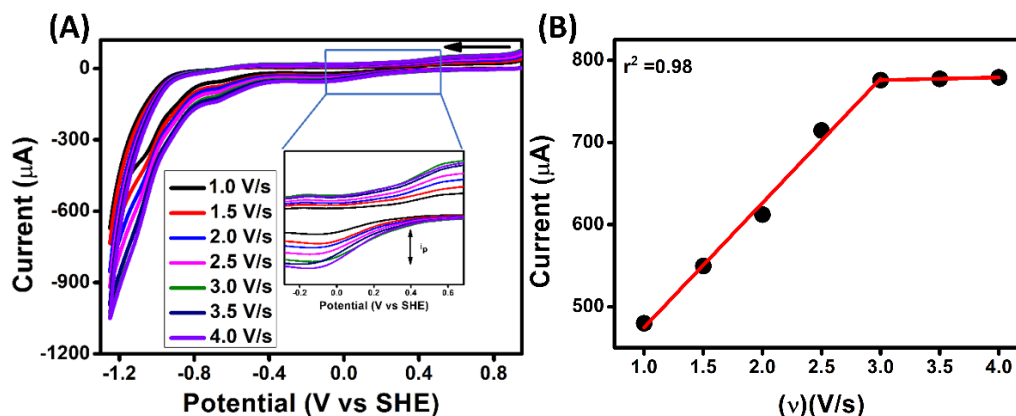 (A)
0
-300
-600
-900
-1200
Current (µA)
-1.2
-0.8
-0.4
0.0
0.4
0.8
Potential (V vs SHE)
1.0 V/s
1.5 V/s
2.0 V/s
2.5 V/s
3.0 V/s
3.5 V/s
4.0 V/s
iₚ
-0.2
0.0
0.2
0.4
0.6
Potential (V vs SHE)
(B)
r² =0.98
800
700
600
500
Current (µA)
1.0
1.5
2.0
2.5
3.0
3.5
4.0
(ν)(V/s)